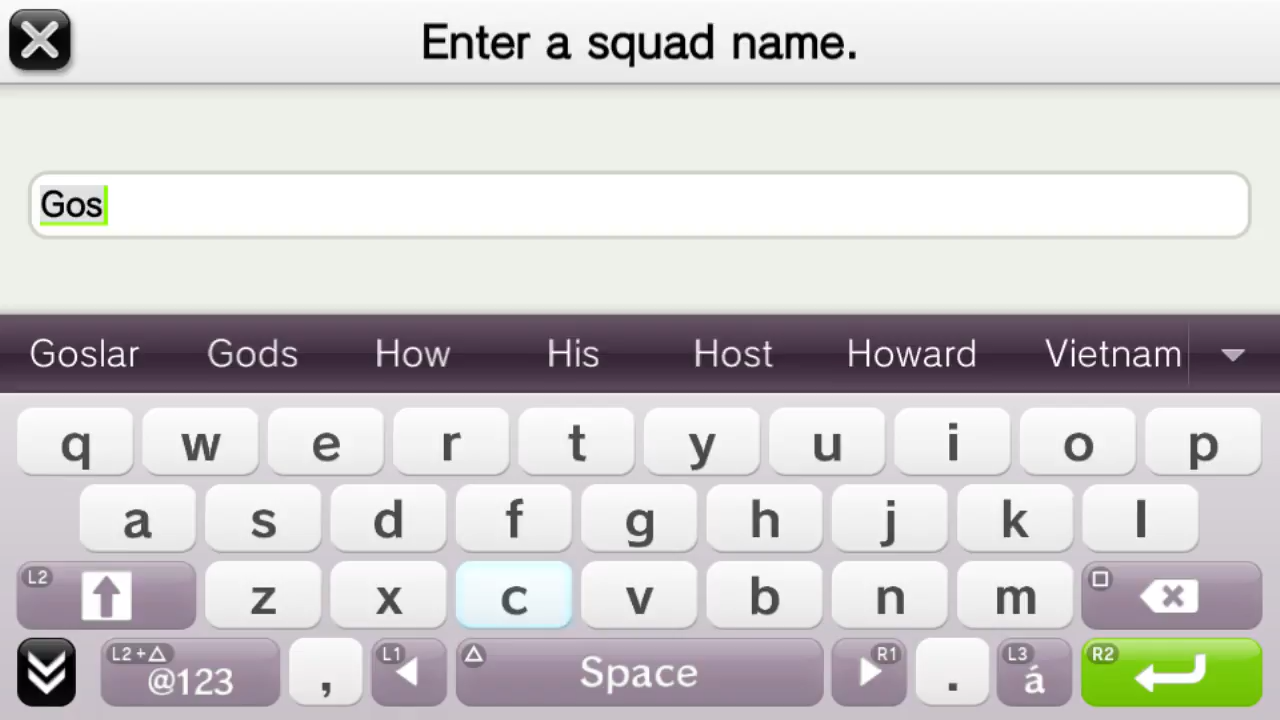 Enter a squad name.
Gos
Goslar Gods How His Host Howard Vietnam
q w e r t y u i o p
a s d f g h j k l
L2 z x c v b n m
L2+△ @123 , L1 △ Space R1 . L3 á R2